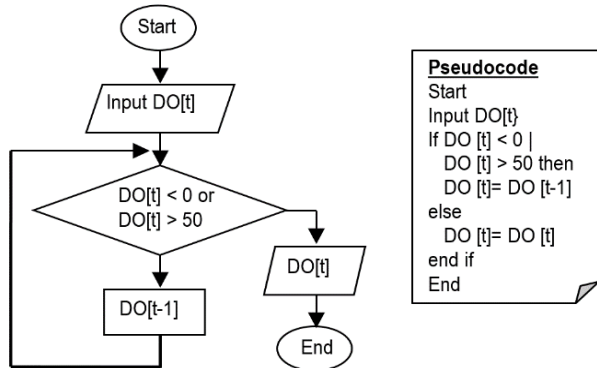 Start
Input DO[t]
DO[t] < 0 or
DO[t] > 50
DO[t-1]
DO[t]
End
Pseudocode
Start
Input DO[t}
If DO [t] < 0 |
DO [t] > 50 then
DO [t]= DO [t-1]
else
DO [t]= DO [t]
end if
End